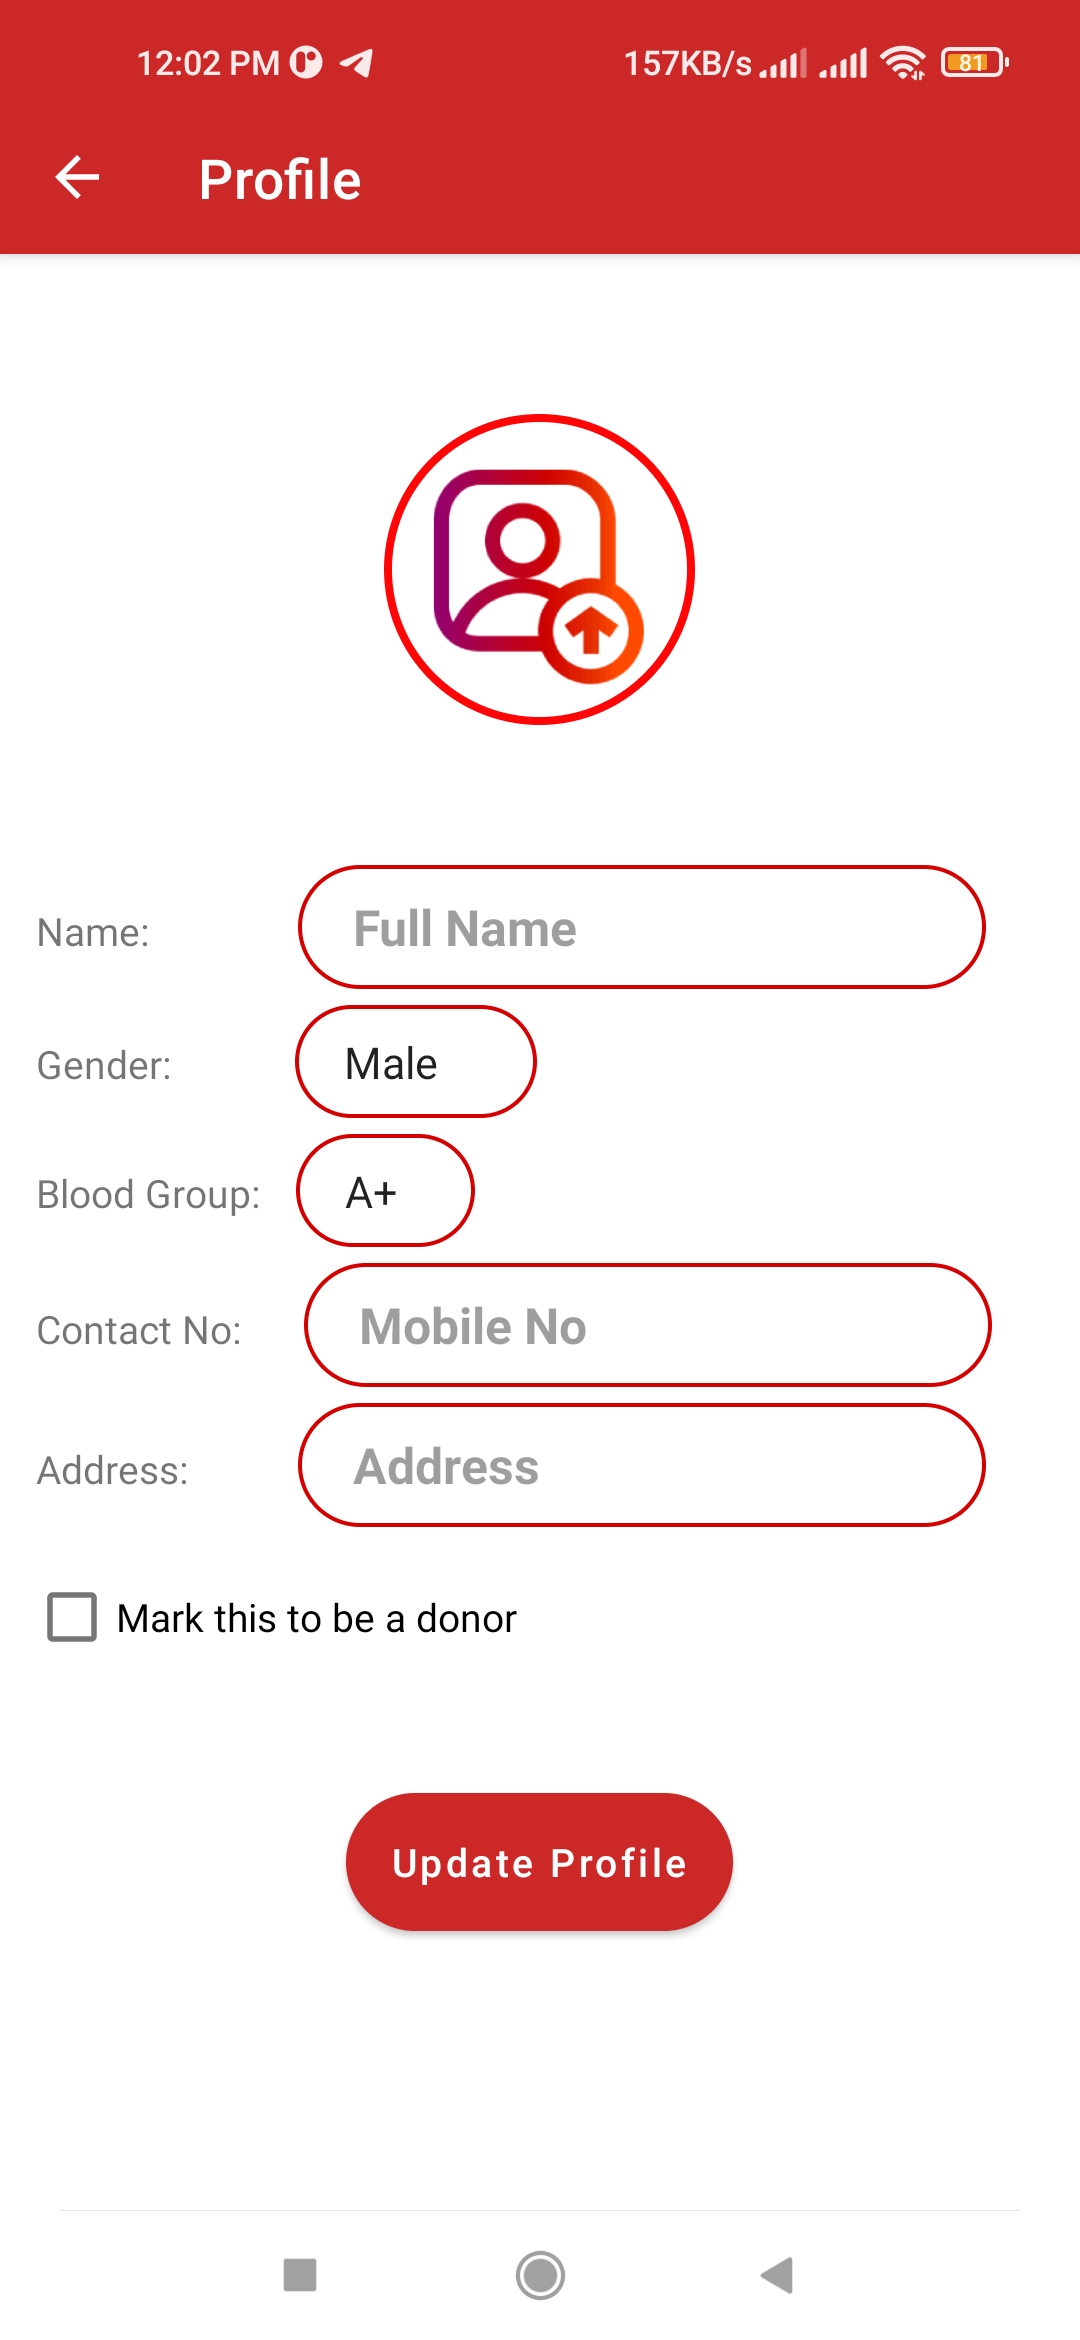 12:02 PM 157KB/s 81
Profile
Name: Full Name
Gender: Male
Blood Group: A+
Contact No: Mobile No
Address: Address
Mark this to be a donor
Update Profile